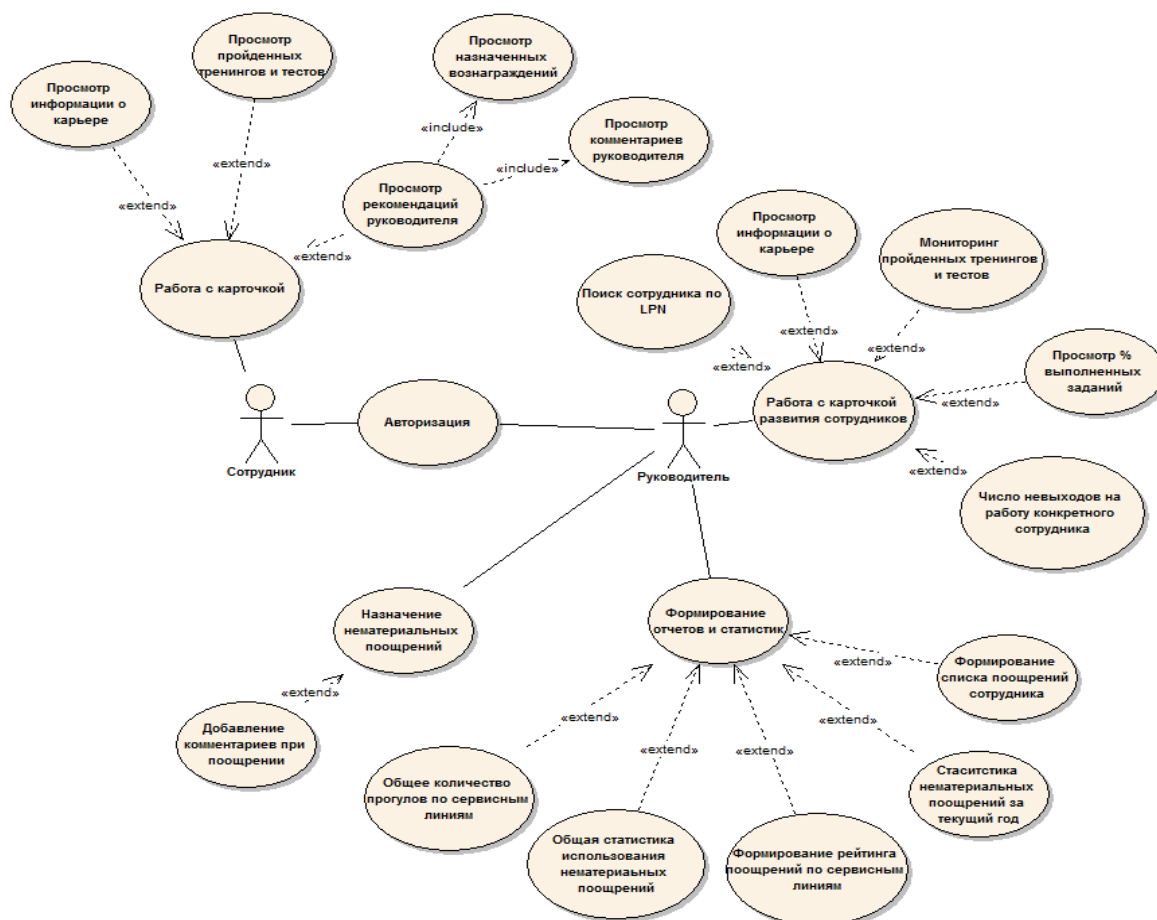 Просмотр
пройденных
тренингов и тестов
Просмотр
назначенных
вознаграждений
Просмотр
информации о
карьере
«include»
Просмотр
комментариев
руководителя
«extend»
«include»
Просмотр
рекомендаций
руководителя
«extend»
«extend»
Просмотр
информации о
карьере
Мониторинг
пройденных тренингов
и тестов
Работа с карточкой
Поиск сотрудника по
LPN
«extend»
«extend»
«extend»
Просмотр %
выполненных
заданий
«extend»
Авторизация
Работа с карточкой
развития сотрудников
Сотрудник
Руководитель
«extend»
Число невыходов на
работу конкретного
сотрудника
Назначение
нематериальных
поощрений
Формирование
отчетов и статистик
«extend»
Формирование
списка поощрений
сотрудника
«extend»
Добавление
комментариев при
поощрении
«extend»
«extend»
«extend»
«extend»
Общее количество
прогулов по сервисным
линиям
Стаситстика
нематериальных
поощрений за
текущий год
Общая статистика
использования
нематериаьных
поощрений
Формирование рейтинга
поощрений по сервисным
линиям